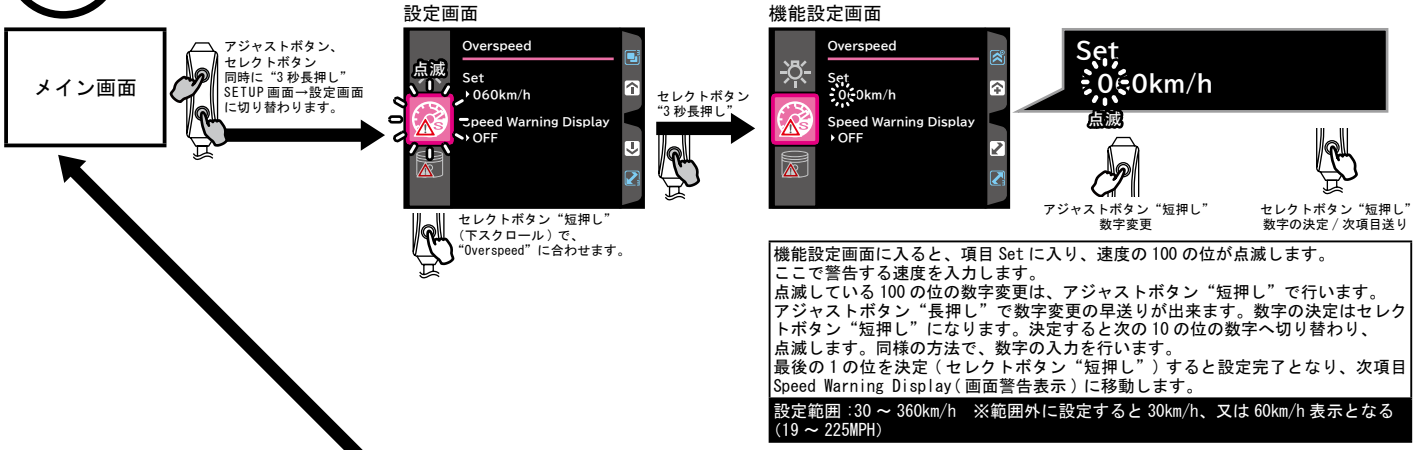 設定画面
機能設定画面
メイン画面
アジャストボタン、
セレクトボタン
同時に“3秒長押し”
SETUP画面→設定画面
に切り替わります。
点滅
Overspeed
Set
060km/h
Speed Warning Display
OFF
セレクトボタン“短押し”
(下スクロール)で、
“Overspeed”に合わせます。
セレクトボタン
“3秒長押し”
Overspeed
Set
060km/h
Speed Warning Display
OFF
Set
060km/h
点滅
アジャストボタン“短押し”
数字変更
セレクトボタン“短押し”
数字の決定/次項目送り
機能設定画面に入ると、項目Setに入り、速度の100の位が点滅します。
ここで警告する速度を入力します。
点滅している100の位の数字変更は、アジャストボタン“短押し”で行います。
アジャストボタン“長押し”で数字変更の早送りが出来ます。数字の決定はセレク
トボタン“短押し”になります。決定すると次の10の位の数字へ切り替わり、
点滅します。同様の方法で、数字の入力を行います。
最後の1の位を決定(セレクトボタン“短押し”)すると設定完了となり、次項目
Speed Warning Display(画面警告表示)に移動します。
設定範囲:30～360km/h ※範囲外に設定すると30km/h、又は60km/h表示となる
(19～225MPH)